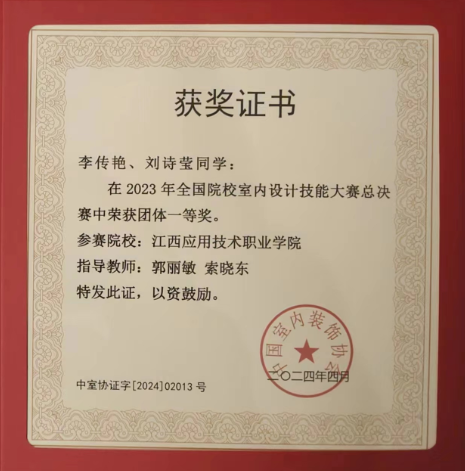 获奖证书
李传艳、刘诗莹同学：
在 2023 年全国院校室内设计技能大赛总决
赛中荣获团体一等奖。
参赛院校：江西应用技术职业学院
指导教师：郭丽敏 索晓东
特发此证，以资鼓励。
中国室内装饰协会
二〇二四年四月
中室协证字[2024]02013 号